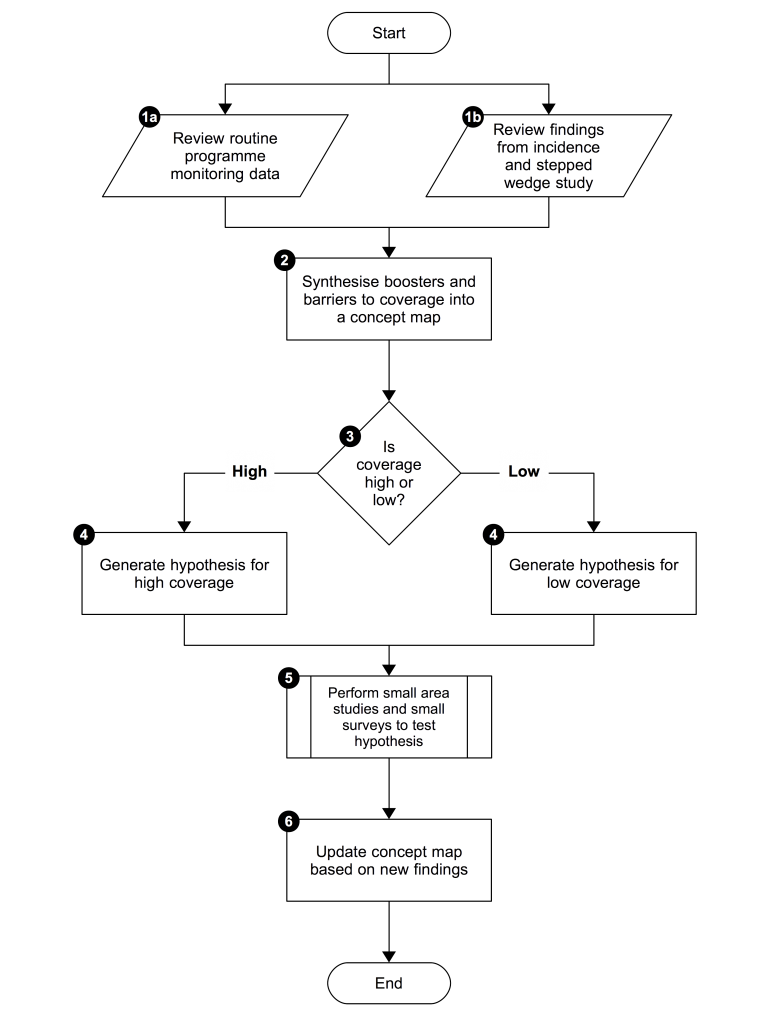 Start
1a
Review routine
programme
monitoring data
1b
Review findings
from incidence
and stepped
wedge study
2
Synthesise boosters and
barriers to coverage into
a concept map
3
Is
coverage
high or
low?
High
Low
4
Generate hypothesis for
high coverage
4
Generate hypothesis for
low coverage
5
Perform small area
studies and small
surveys to test
hypothesis
6
Update concept map
based on new findings
End